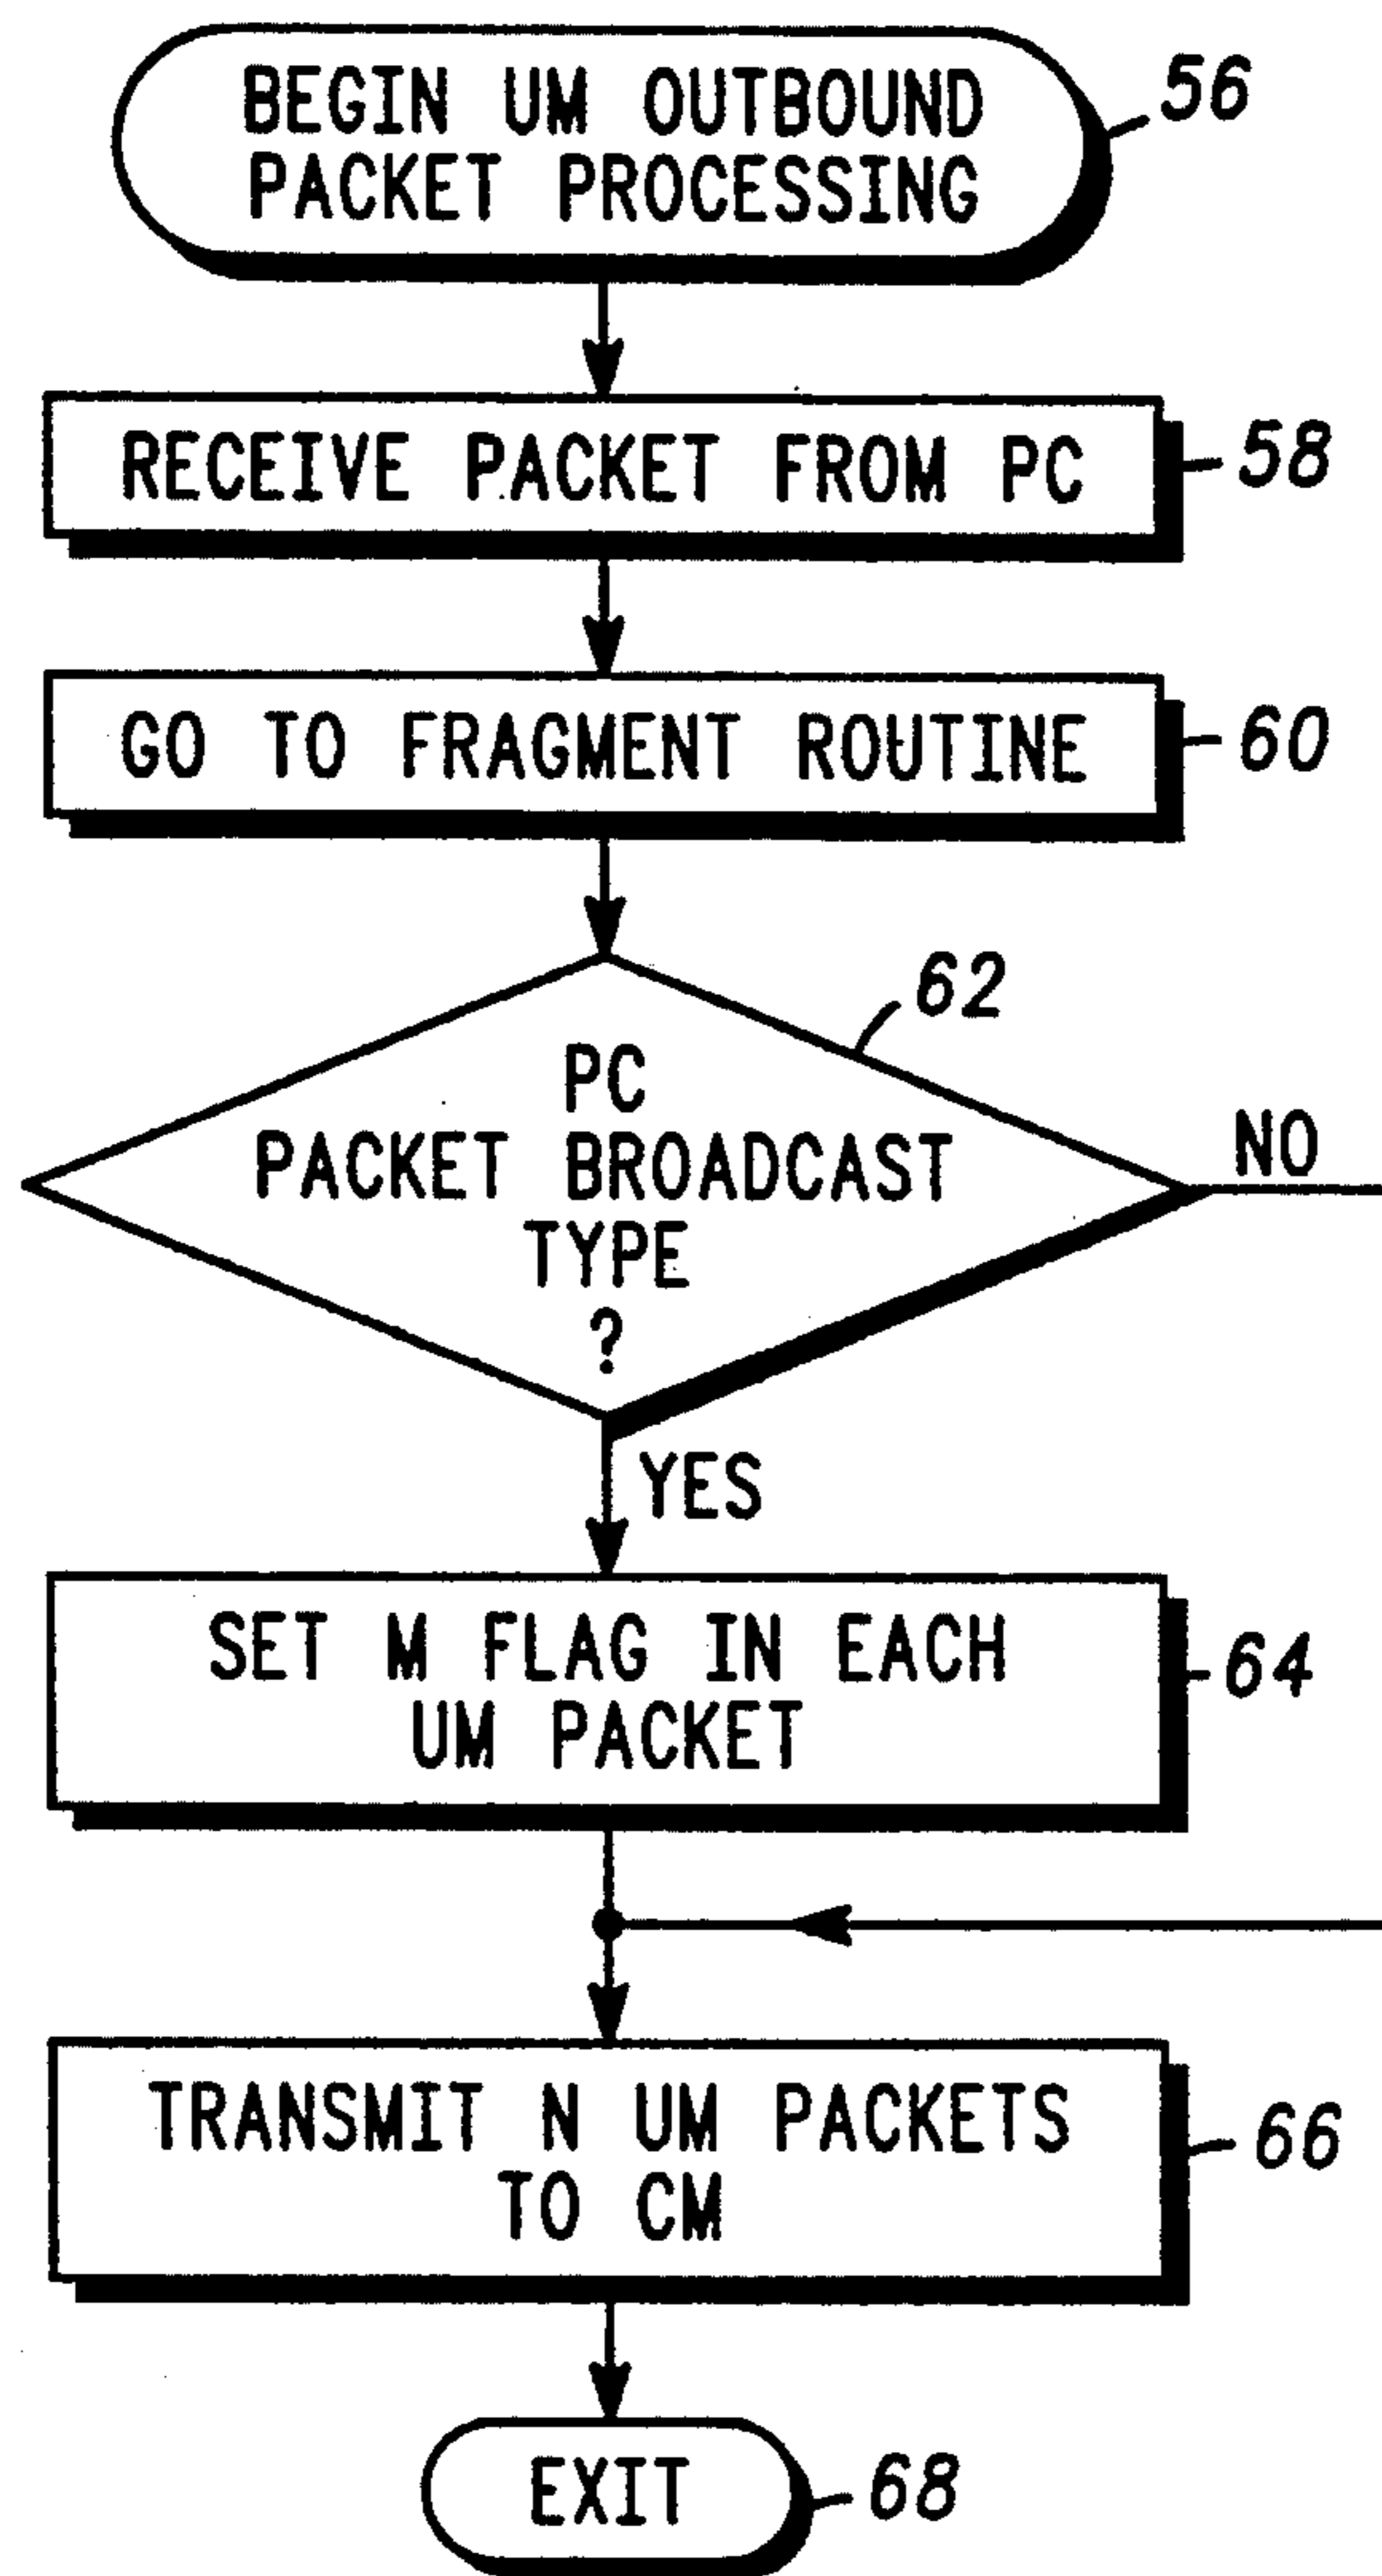 BEGIN UM OUTBOUND
PACKET PROCESSING
56
RECEIVE PACKET FROM PC
58
GO TO FRAGMENT ROUTINE
60
62
PC
PACKET BROADCAST
TYPE
?
NO
YES
SET M FLAG IN EACH
UM PACKET
64
TRANSMIT N UM PACKETS
TO CM
66
EXIT
68